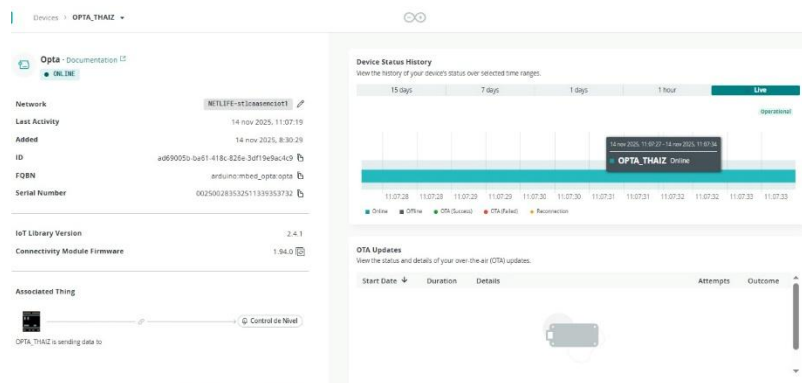 Devices > OPTA_THAIZ
Opta · Documentation
ONLINE
Network
Last Activity 14 nov 2025, 11:07:19
Added 14 nov 2025, 8:30:29
ID ad69005b-ba61-418c-826e-3df19e9ac4c9
FQBN arduino:mbed_opta:opta
Serial Number 002500283532511339353732
IoT Library Version 2.4.1
Connectivity Module Firmware 1.94.0
Associated Thing
Control de Nivel
OPTA_THAIZ is sending data to
Device Status History
View the history of your device's status over selected time ranges.
15 days 7 days 1 days 1 hour Live
Operational
14 nov 2025, 11:07:27 - 14 nov 2025, 11:07:34
OPTA_THAIZ Online
11:07:28 11:07:28 11:07:29 11:07:29 11:07:30 11:07:30 11:07:31 11:07:31 11:07:32 11:07:32 11:07:33 11:07:33
Online Offline OTA (Success) OTA (Failed) Reconnection
OTA Updates
View the status and details of your over-the-air (OTA) updates.
Start Date Duration Details Attempts Outcome